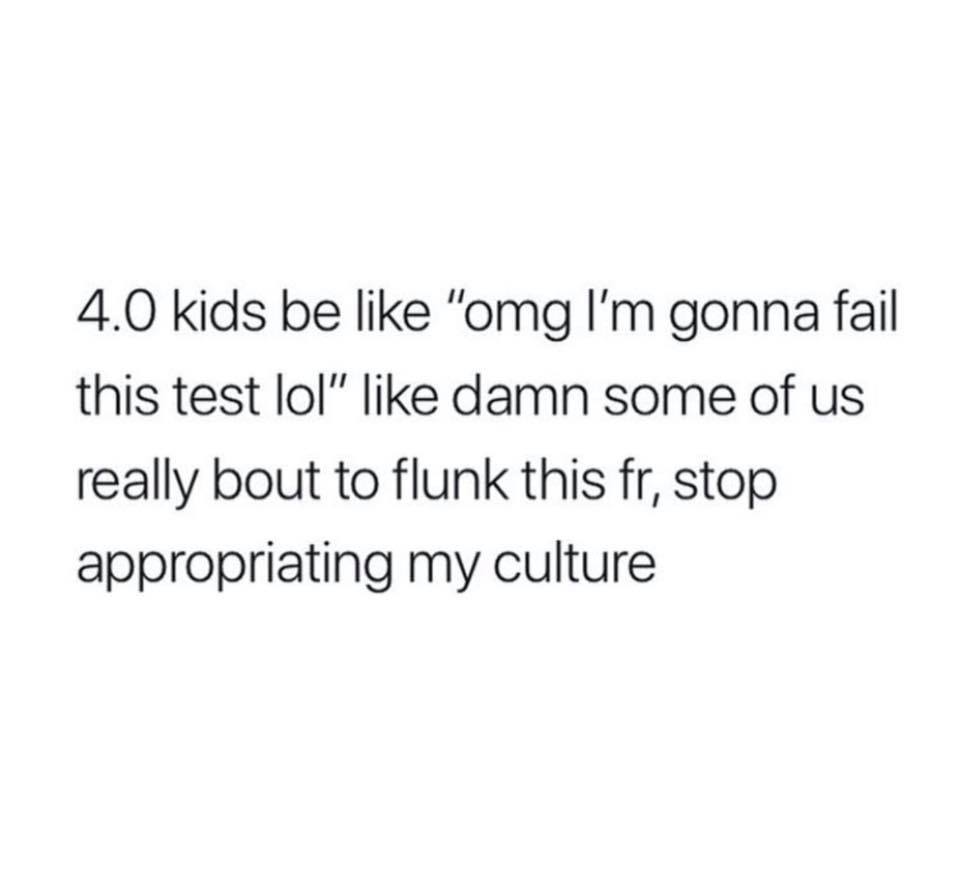 4.0 kids be like “omg I’m gonna fail
this test lol” like damn some of us
really bout to flunk this fr, stop
appropriating my culture